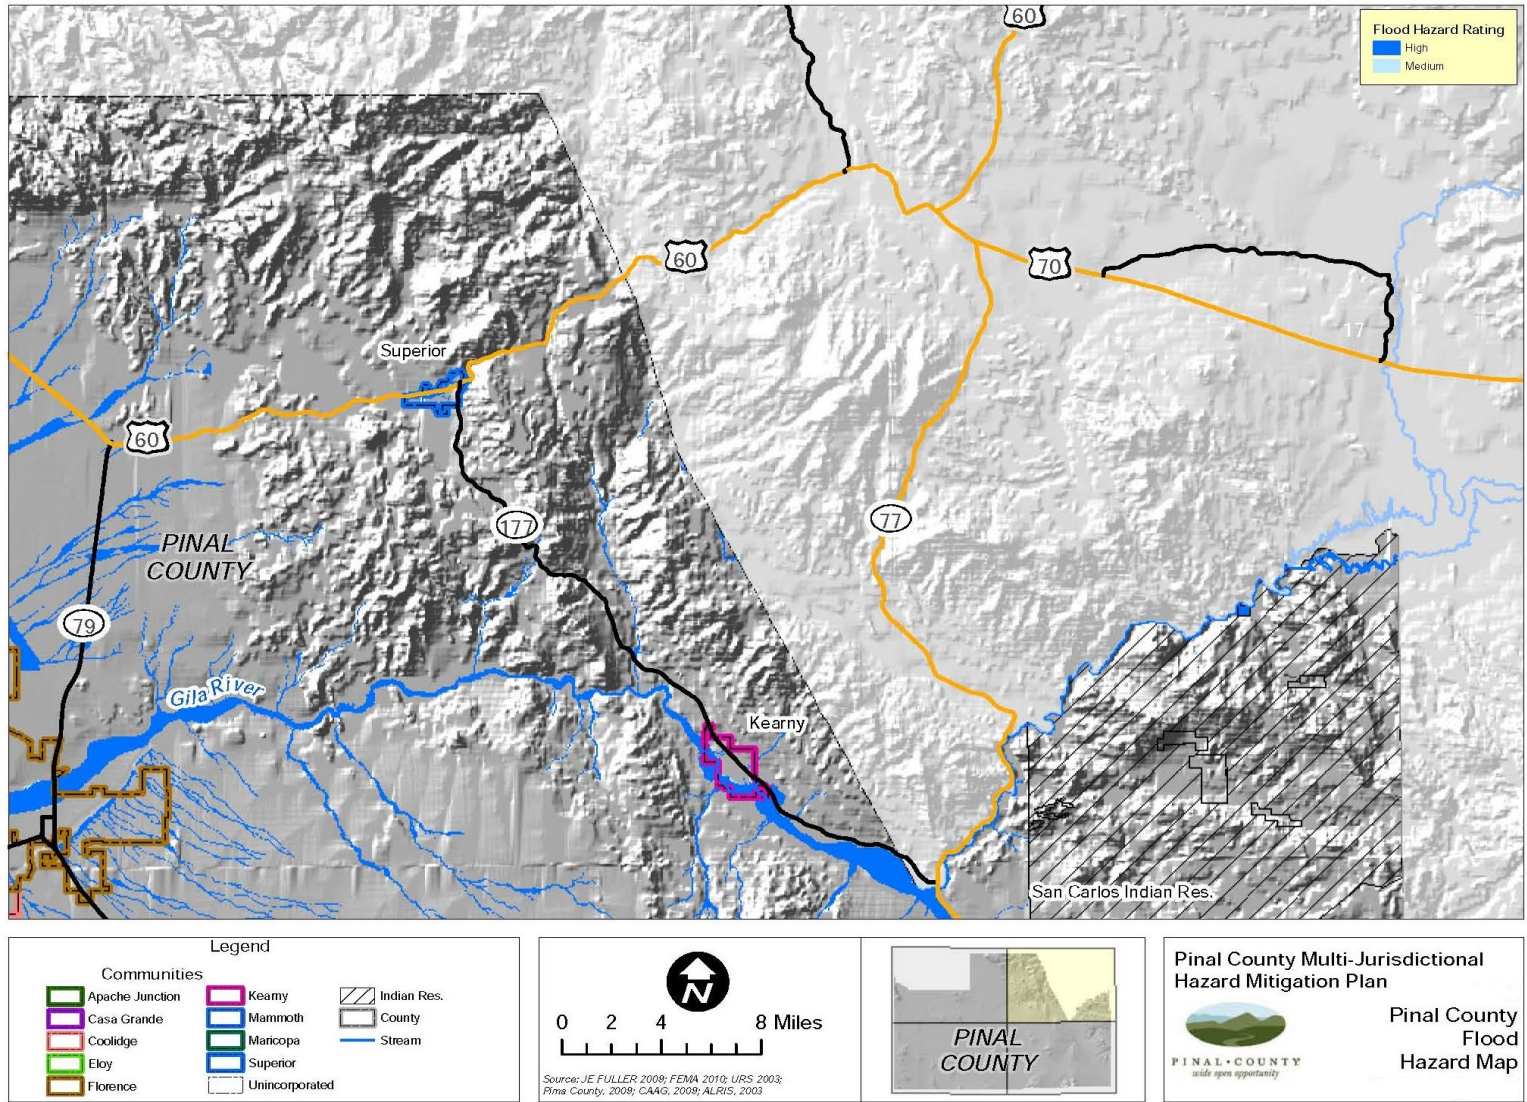 60
Flood Hazard Rating
High
Medium
60
70
17
Superior
60
177
77
PINAL
COUNTY
79
Gila River
Kearny
San Carlos Indian Res.
Legend
Communities
Apache Junction
Casa Grande
Coolidge
Eloy
Florence
Kearny
Mammoth
Maricopa
Superior
Unincorporated
Indian Res.
County
Stream
N
0 2 4 8 Miles
Source: JE FULLER 2009; FEMA 2010; URS 2003;
Pima County, 2009; CAAG, 2009; ALRIS, 2003
PINAL
COUNTY
Pinal County Multi-Jurisdictional
Hazard Mitigation Plan
PINAL • COUNTY
wide open opportunity
Pinal County
Flood
Hazard Map